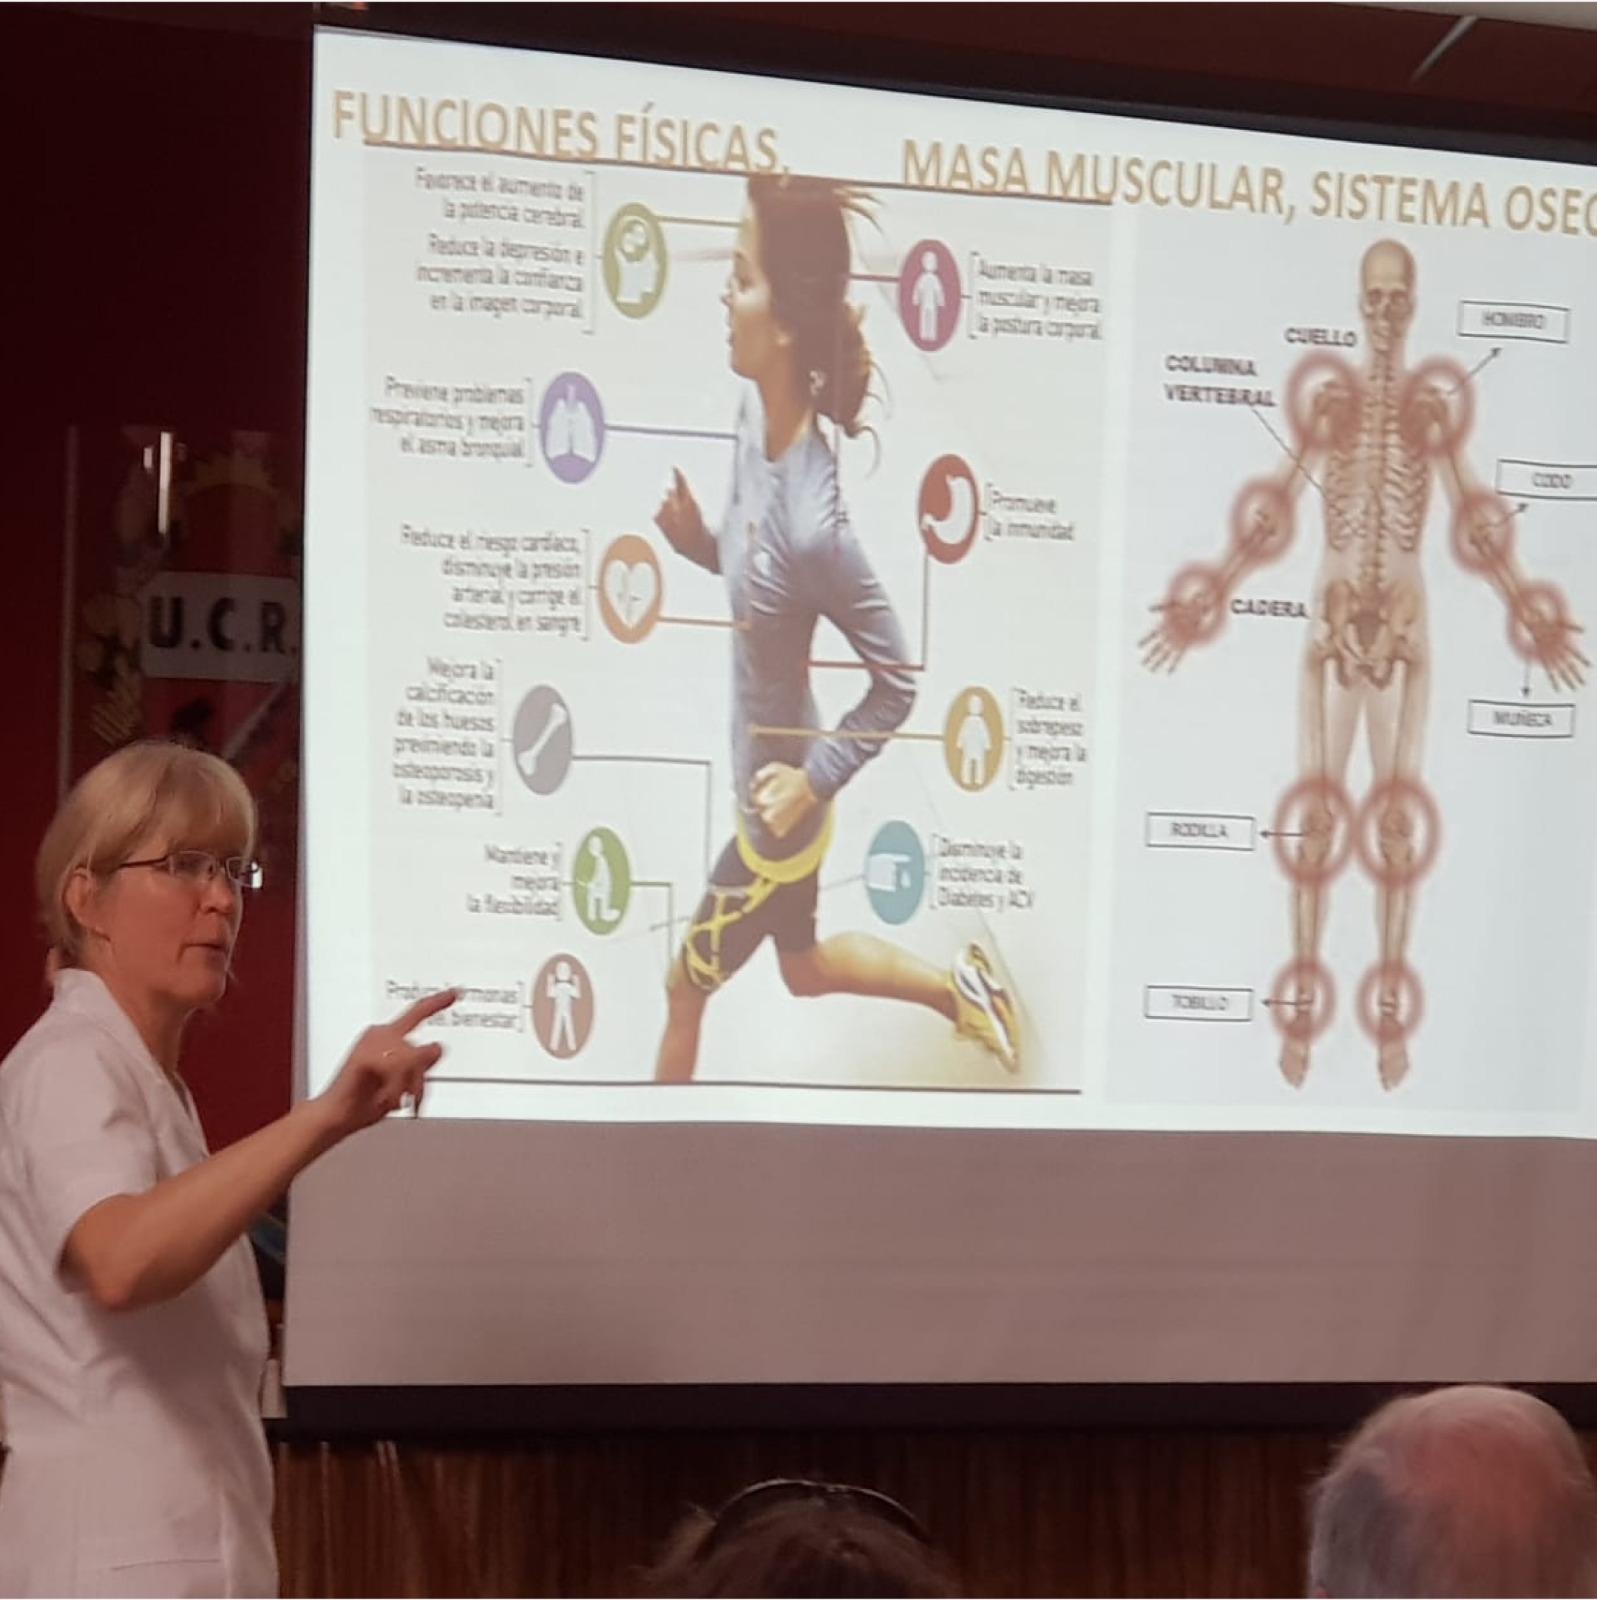 FUNCIONES FÍSICAS,
MASA MUSCULAR, SISTEMA OSEO
Favorece el aumento de
la potencia cerebral.
Reduce la depresión e
incrementa la confianza
en la imagen corporal.
Previene problemas
respiratorios y mejora
el asma bronquial.
Reduce el riesgo cardíaco,
disminuye la presión
arterial y corrige el
colesterol en sangre
Mejora la
calcificación
de los huesos
previniendo la
osteoporosis y
la osteopenia
Mantiene y
mejora
la flexibilidad
bienestar
Aumenta la masa
muscular y mejora
la postura corporal
Promueve
la inmunidad
Reduce el
sobrepeso
y mejora la
digestión
Disminuye la
incidencia de
Diabetes y ACV
CUELLO
HOMBRO
COLUMNA
VERTEBRAL
CODO
CADERA
MUÑECA
RODILLA
TOBILLO
U.C.R.